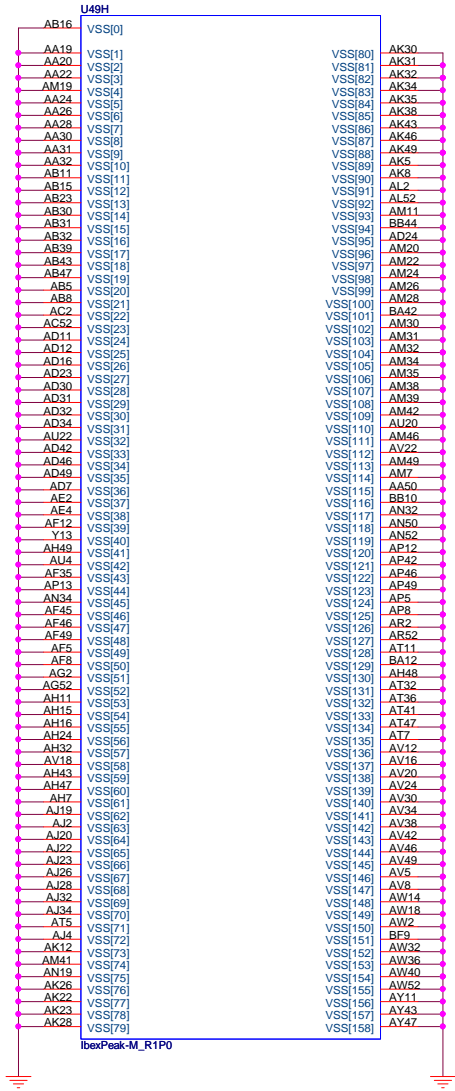 U49H
AB16 VSS[0]
AA19 VSS[1] VSS[80] AK30
AA20 VSS[2] VSS[81] AK31
AA22 VSS[3] VSS[82] AK32
AM19 VSS[4] VSS[83] AK34
AA24 VSS[5] VSS[84] AK35
AA26 VSS[6] VSS[85] AK38
AA28 VSS[7] VSS[86] AK43
AA30 VSS[8] VSS[87] AK46
AA31 VSS[9] VSS[88] AK49
AA32 VSS[10] VSS[89] AK5
AB11 VSS[11] VSS[90] AK8
AB15 VSS[12] VSS[91] AL2
AB23 VSS[13] VSS[92] AL52
AB30 VSS[14] VSS[93] AM11
AB31 VSS[15] VSS[94] BB44
AB32 VSS[16] VSS[95] AD24
AB39 VSS[17] VSS[96] AM20
AB43 VSS[18] VSS[97] AM22
AB47 VSS[19] VSS[98] AM24
AB5 VSS[20] VSS[99] AM26
AB8 VSS[21] VSS[100] AM28
AC2 VSS[22] VSS[101] BA42
AC52 VSS[23] VSS[102] AM30
AD11 VSS[24] VSS[103] AM31
AD12 VSS[25] VSS[104] AM32
AD16 VSS[26] VSS[105] AM34
AD23 VSS[27] VSS[106] AM35
AD30 VSS[28] VSS[107] AM38
AD31 VSS[29] VSS[108] AM39
AD32 VSS[30] VSS[109] AM42
AD34 VSS[31] VSS[110] AU20
AU22 VSS[32] VSS[111] AM46
AD42 VSS[33] VSS[112] AV22
AD46 VSS[34] VSS[113] AM49
AD49 VSS[35] VSS[114] AM7
AD7 VSS[36] VSS[115] AA50
AE2 VSS[37] VSS[116] BB10
AE4 VSS[38] VSS[117] AN32
AF12 VSS[39] VSS[118] AN50
Y13 VSS[40] VSS[119] AN52
AH49 VSS[41] VSS[120] AP12
AU4 VSS[42] VSS[121] AP42
AF35 VSS[43] VSS[122] AP46
AP13 VSS[44] VSS[123] AP49
AN34 VSS[45] VSS[124] AP5
AF45 VSS[46] VSS[125] AP8
AF46 VSS[47] VSS[126] AR2
AF49 VSS[48] VSS[127] AR52
AF5 VSS[49] VSS[128] AT11
AF8 VSS[50] VSS[129] BA12
AG2 VSS[51] VSS[130] AH48
AG52 VSS[52] VSS[131] AT32
AH11 VSS[53] VSS[132] AT36
AH15 VSS[54] VSS[133] AT41
AH16 VSS[55] VSS[134] AT47
AH24 VSS[56] VSS[135] AT7
AH32 VSS[57] VSS[136] AV12
AV18 VSS[58] VSS[137] AV16
AH43 VSS[59] VSS[138] AV20
AH47 VSS[60] VSS[139] AV24
AH7 VSS[61] VSS[140] AV30
AJ19 VSS[62] VSS[141] AV34
AJ2 VSS[63] VSS[142] AV38
AJ20 VSS[64] VSS[143] AV42
AJ22 VSS[65] VSS[144] AV46
AJ23 VSS[66] VSS[145] AV49
AJ26 VSS[67] VSS[146] AV5
AJ28 VSS[68] VSS[147] AV8
AJ32 VSS[69] VSS[148] AW14
AJ34 VSS[70] VSS[149] AW18
AT5 VSS[71] VSS[150] AW2
AJ4 VSS[72] VSS[151] BF9
AK12 VSS[73] VSS[152] AW32
AM41 VSS[74] VSS[153] AW36
AN19 VSS[75] VSS[154] AW40
AK26 VSS[76] VSS[155] AW52
AK22 VSS[77] VSS[156] AY11
AK23 VSS[78] VSS[157] AY43
AK28 VSS[79] VSS[158] AY47
IbexPeak-M_R1P0